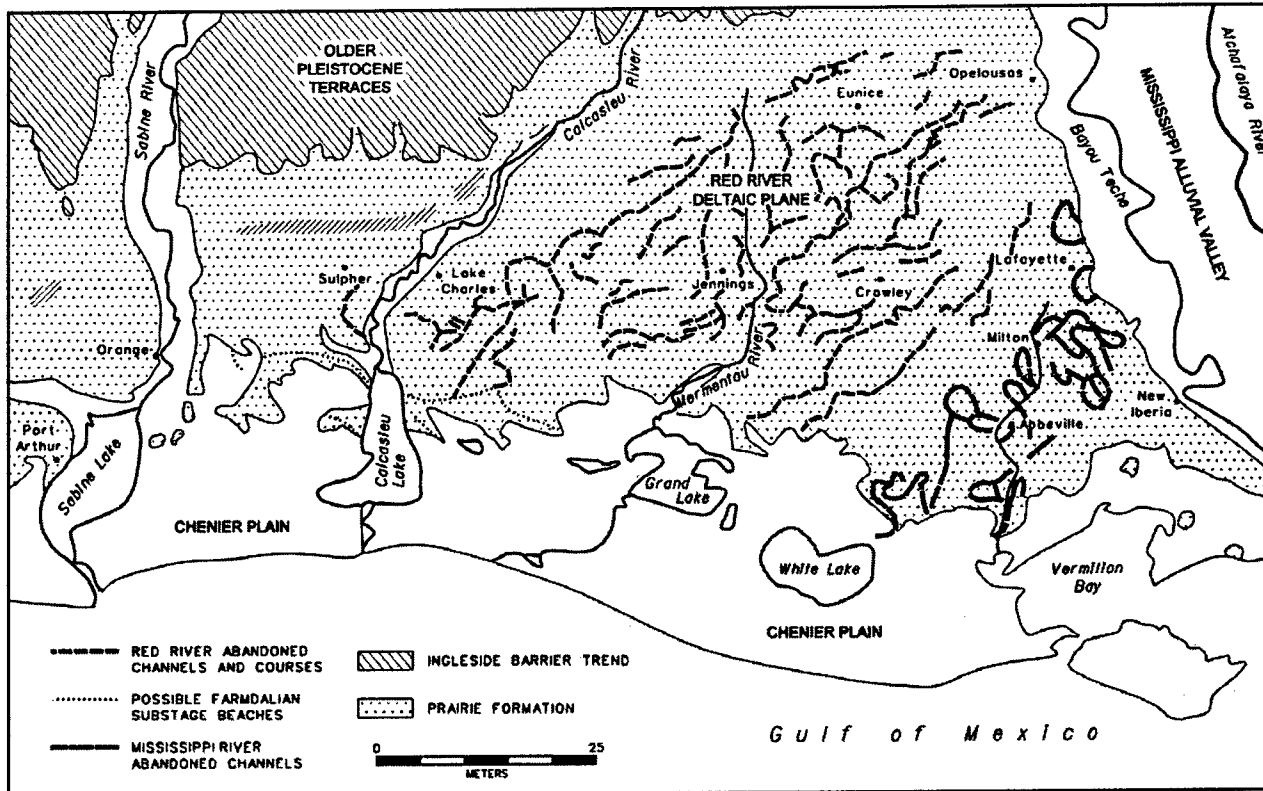 OLDER
PLEISTOCENE
TERRACES
Sabine River
Calcasieu River
Opelousas
Eunice
MISSISSIPPI ALLUVIAL VALLEY
Atchafalaya River
Bayou Teche
RED RIVER
DELTAIC PLANE
Sulpher
Lake
Charles
Jennings
Crowley
Lafayette
Orange
Mermentau River
Milton
New
Iberia
Port
Arthur
Sabine Lake
Calcasieu
Lake
Abbeville
Grand
Lake
CHENIER PLAIN
White Lake
Vermilion
Bay
CHENIER PLAIN
RED RIVER ABANDONED
CHANNELS AND COURSES
INGLESIDE BARRIER TREND
POSSIBLE FARMDALIAN
SUBSTAGE BEACHES
PRAIRIE FORMATION
MISSISSIPPI RIVER
ABANDONED CHANNELS
0 25
METERS
Gulf of Mexico